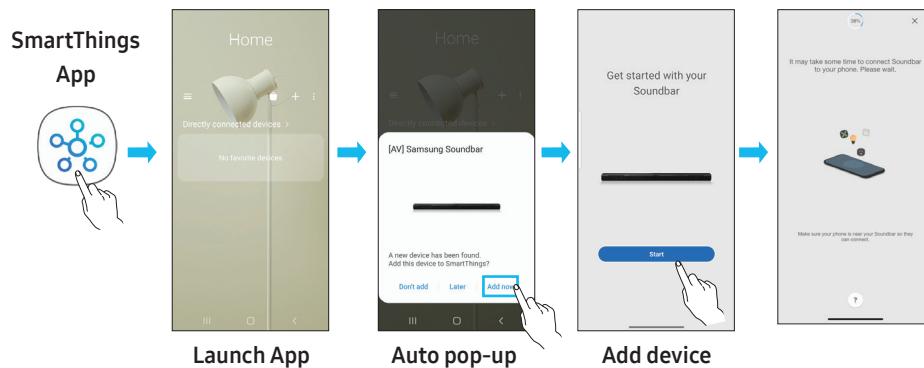 SmartThings
App
Home
Directly connected devices >
No favorite devices
Launch App
Home
Directly connected devices >
[AV] Samsung Soundbar
A new device has been found.
Add this device to SmartThings?
Don't add
Later
Add now
Auto pop-up
Get started with your
Soundbar
Start
Add device
38%
It may take some time to connect Soundbar
to your phone. Please wait.
Make sure your phone is near your Soundbar so they
can connect.
?